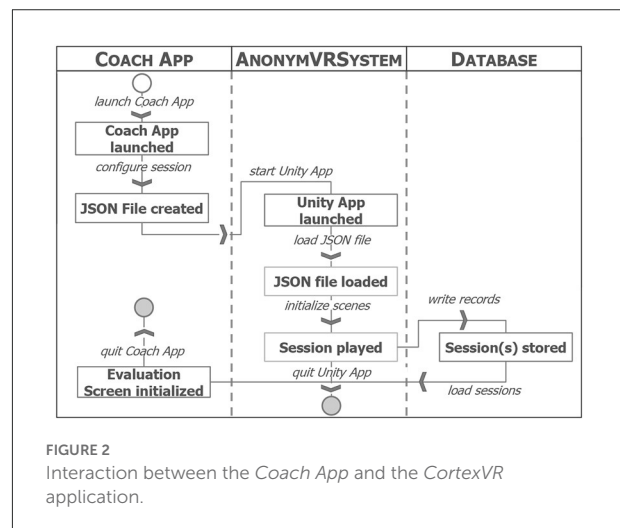 COACH APP
ANONYMVRSYSTEM
DATABASE
launch Coach App
Coach App
launched
configure session
start Unity App
JSON File created
Unity App
launched
load JSON file
JSON file loaded
initialize scenes
write records
Session played
Session(s) stored
quit Coach App
quit Unity App
Evaluation
Screen initialized
load sessions
FIGURE 2
Interaction between the Coach App and the CortexVR
application.